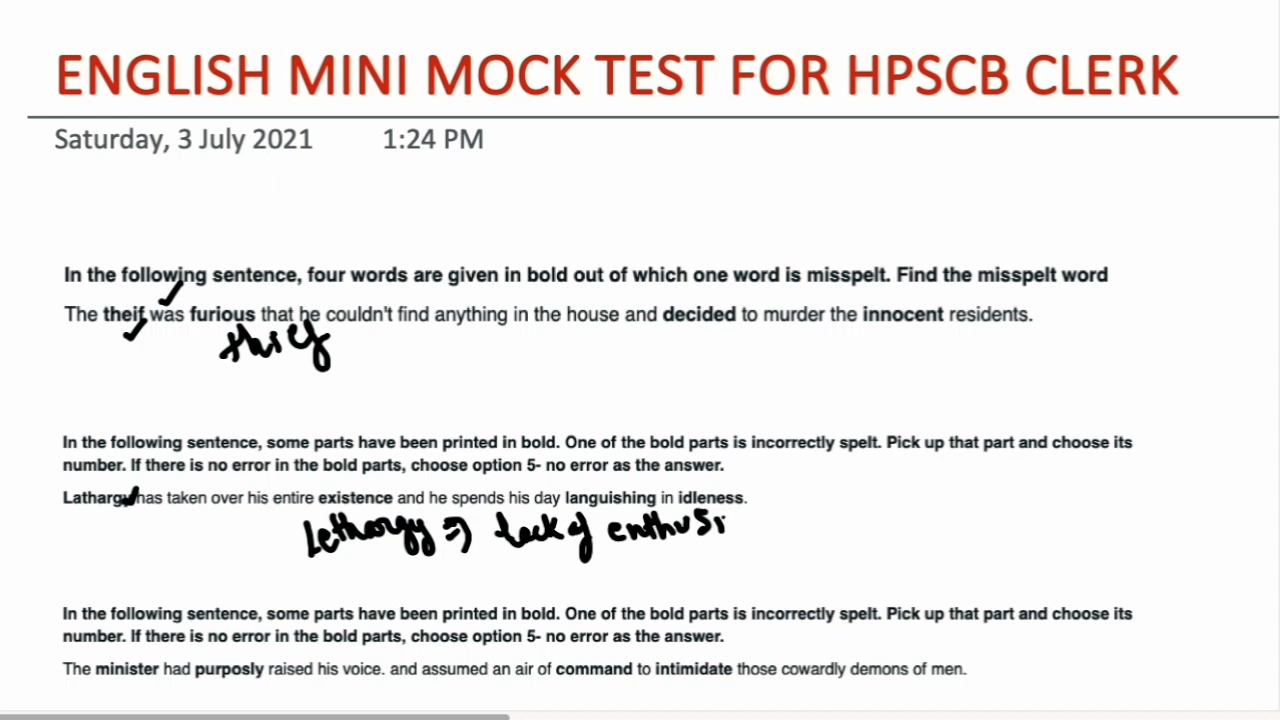 ENGLISH MINI MOCK TEST FOR HPSCB CLERK
Saturday, 3 July 2021 1:24 PM
In the following sentence, four words are given in bold out of which one word is misspelt. Find the misspelt word
The theif was furious that he couldn't find anything in the house and decided to murder the innocent residents.
thief
In the following sentence, some parts have been printed in bold. One of the bold parts is incorrectly spelt. Pick up that part and choose its
number. If there is no error in the bold parts, choose option 5- no error as the answer.
Lathargy has taken over his entire existence and he spends his day languishing in idleness.
Lethargy => lack of enthusi
In the following sentence, some parts have been printed in bold. One of the bold parts is incorrectly spelt. Pick up that part and choose its
number. If there is no error in the bold parts, choose option 5- no error as the answer.
The minister had purposly raised his voice. and assumed an air of command to intimidate those cowardly demons of men.